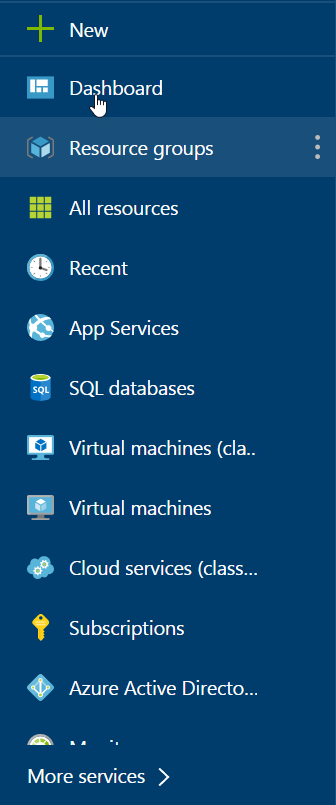 New
Dashboard
Resource groups
All resources
Recent
App Services
SQL
SQL databases
Virtual machines (cla..
Virtual machines
Cloud services (class...
Subscriptions
Azure Active Directo...
More services